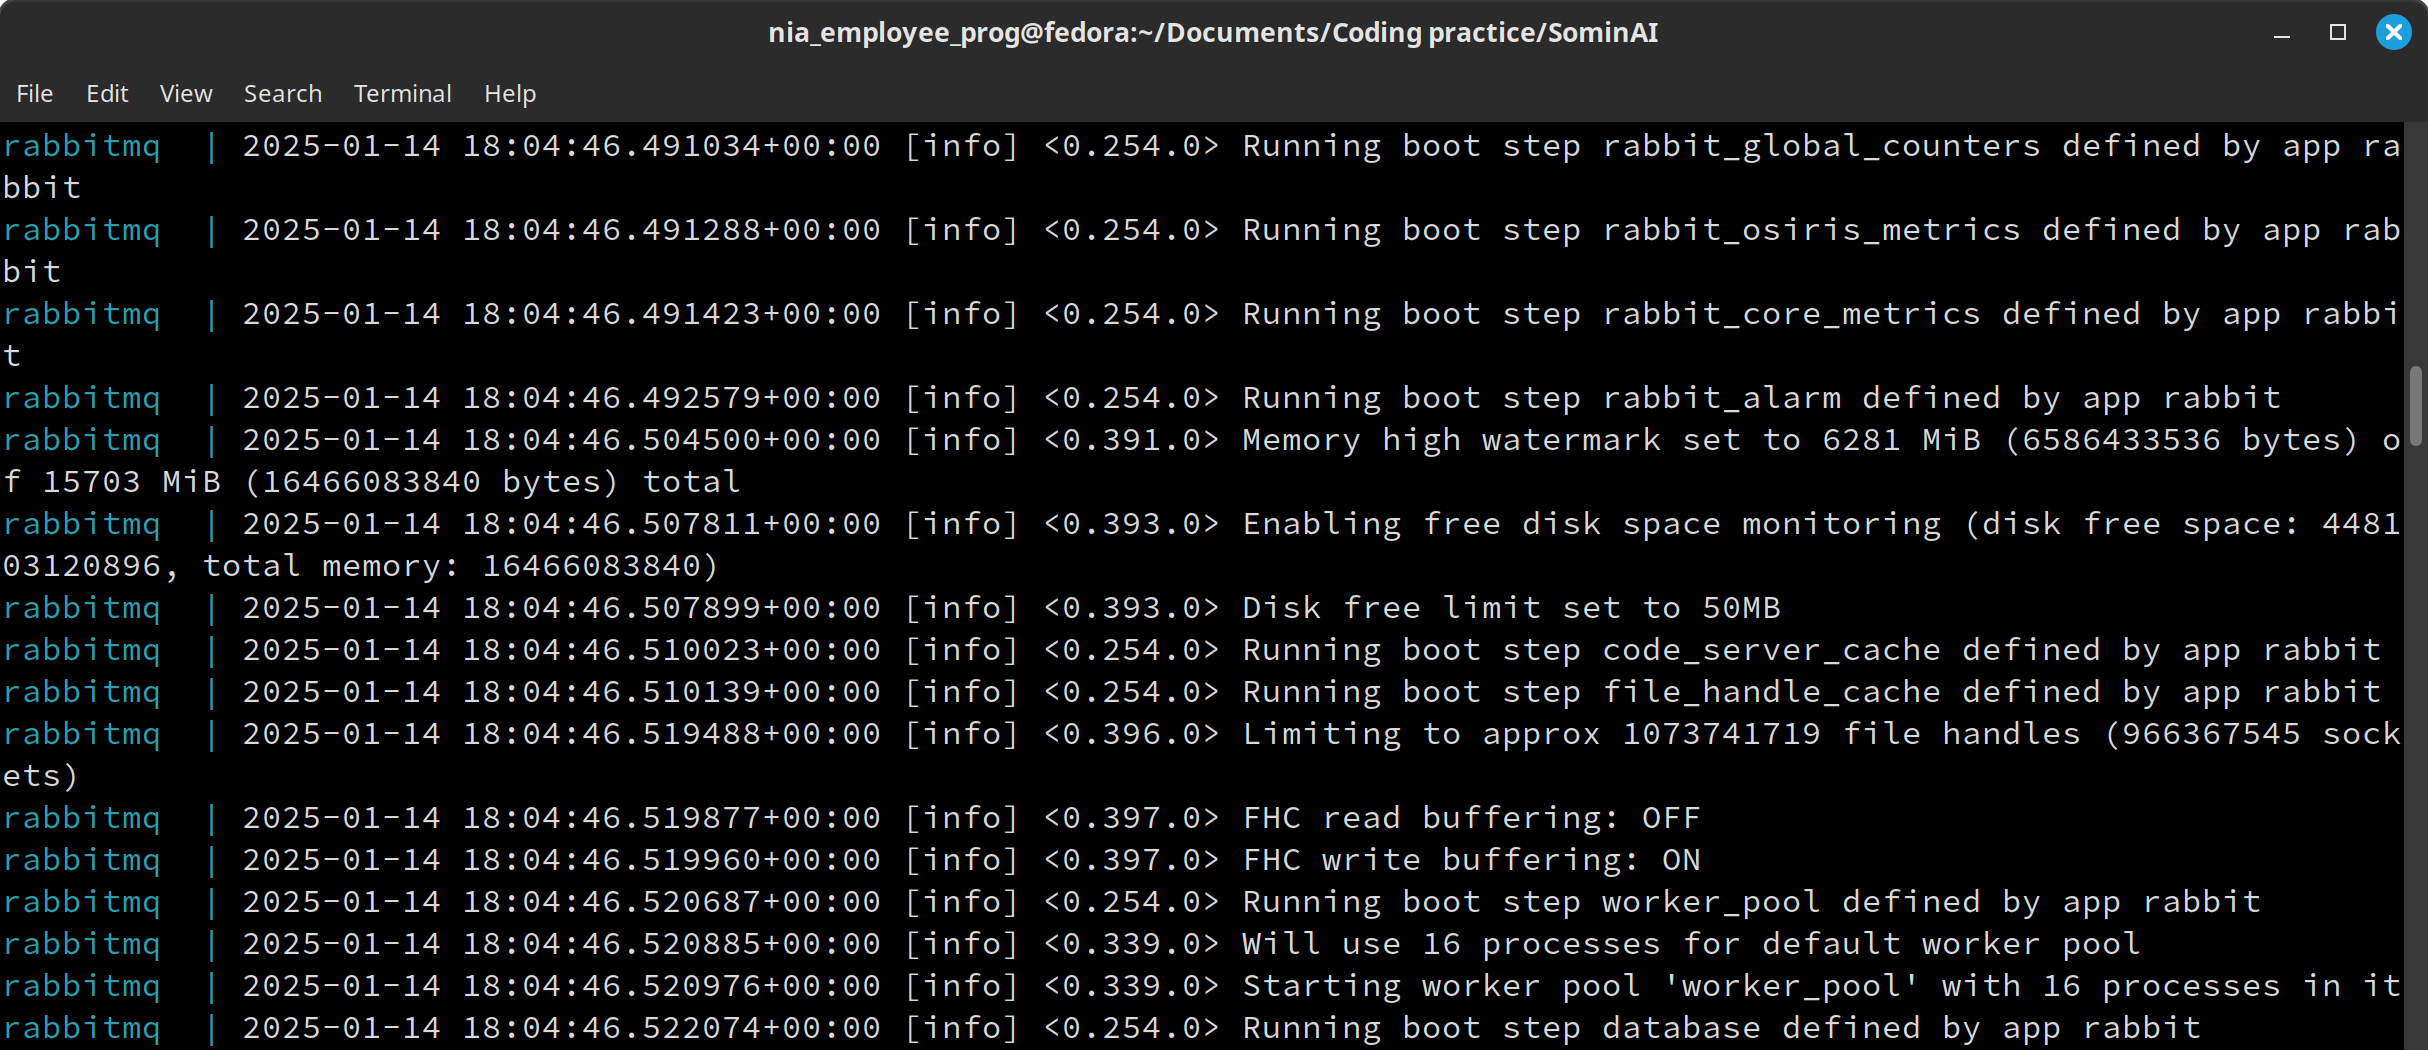 nia_employee_prog@fedora:~/Documents/Coding practice/SominAI
File Edit View Search Terminal Help
rabbitmq  | 2025-01-14 18:04:46.491034+00:00 [info] <0.254.0> Running boot step rabbit_global_counters defined by app ra
bbit
rabbitmq  | 2025-01-14 18:04:46.491288+00:00 [info] <0.254.0> Running boot step rabbit_osiris_metrics defined by app rab
bit
rabbitmq  | 2025-01-14 18:04:46.491423+00:00 [info] <0.254.0> Running boot step rabbit_core_metrics defined by app rabbi
t
rabbitmq  | 2025-01-14 18:04:46.492579+00:00 [info] <0.254.0> Running boot step rabbit_alarm defined by app rabbit
rabbitmq  | 2025-01-14 18:04:46.504500+00:00 [info] <0.391.0> Memory high watermark set to 6281 MiB (6586433536 bytes) o
f 15703 MiB (16466083840 bytes) total
rabbitmq  | 2025-01-14 18:04:46.507811+00:00 [info] <0.393.0> Enabling free disk space monitoring (disk free space: 4481
03120896, total memory: 16466083840)
rabbitmq  | 2025-01-14 18:04:46.507899+00:00 [info] <0.393.0> Disk free limit set to 50MB
rabbitmq  | 2025-01-14 18:04:46.510023+00:00 [info] <0.254.0> Running boot step code_server_cache defined by app rabbit
rabbitmq  | 2025-01-14 18:04:46.510139+00:00 [info] <0.254.0> Running boot step file_handle_cache defined by app rabbit
rabbitmq  | 2025-01-14 18:04:46.519488+00:00 [info] <0.396.0> Limiting to approx 1073741719 file handles (966367545 sock
ets)
rabbitmq  | 2025-01-14 18:04:46.519877+00:00 [info] <0.397.0> FHC read buffering: OFF
rabbitmq  | 2025-01-14 18:04:46.519960+00:00 [info] <0.397.0> FHC write buffering: ON
rabbitmq  | 2025-01-14 18:04:46.520687+00:00 [info] <0.254.0> Running boot step worker_pool defined by app rabbit
rabbitmq  | 2025-01-14 18:04:46.520885+00:00 [info] <0.339.0> Will use 16 processes for default worker pool
rabbitmq  | 2025-01-14 18:04:46.520976+00:00 [info] <0.339.0> Starting worker pool 'worker_pool' with 16 processes in it
rabbitmq  | 2025-01-14 18:04:46.522074+00:00 [info] <0.254.0> Running boot step database defined by app rabbit